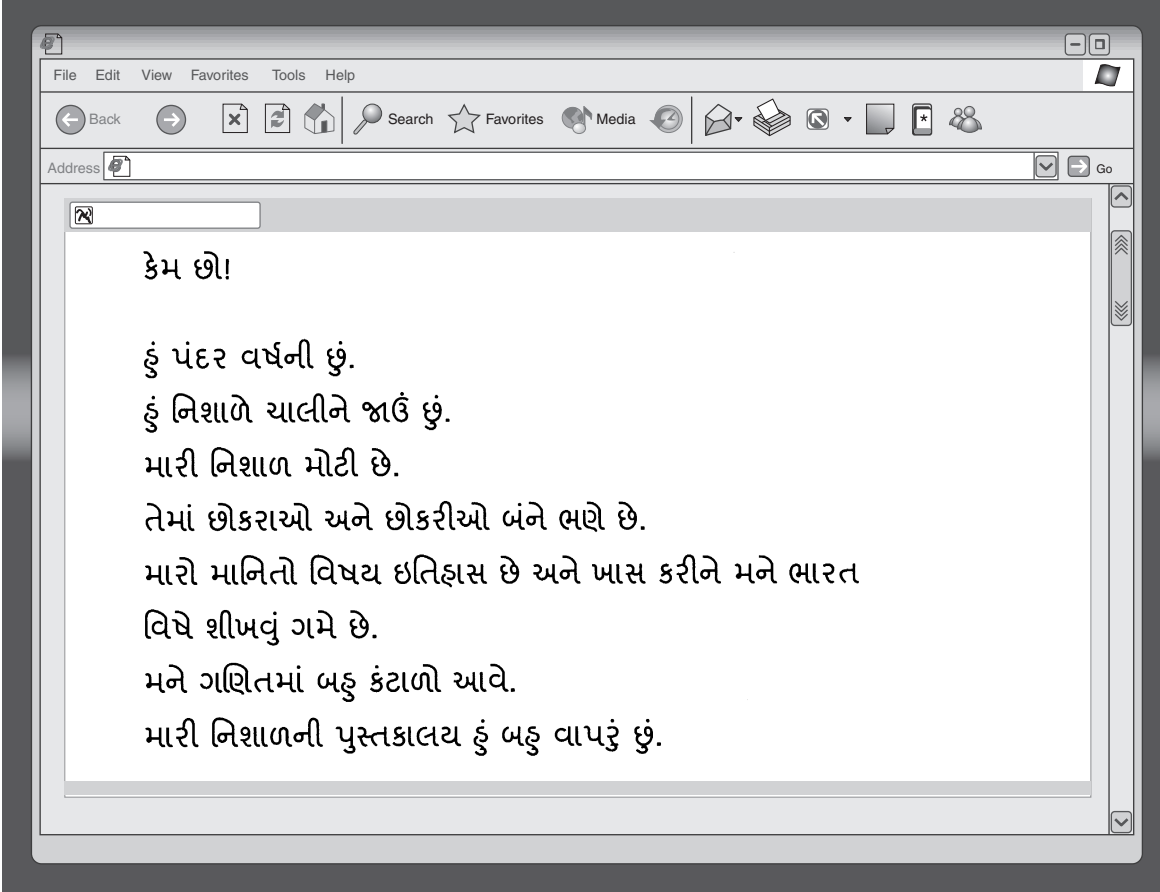 File Edit View Favorites Tools Help
Back Search Favorites Media
Address Go
કેમ છો!
હું પંદર વર્ષની છું.
હું નિશાળે ચાલીને જાઉં છું.
મારી નિશાળ મોટી છે.
તેમાં છોકરાઓ અને છોકરીઓ બંને ભણે છે.
મારો માનિતો વિષય ઇતિહાસ છે અને ખાસ કરીને મને ભારત
વિષે શીખવું ગમે છે.
મને ગણિતમાં બહુ કંટાળો આવે.
મારી નિશાળની પુસ્તકાલય હું બહુ વાપરું છું.